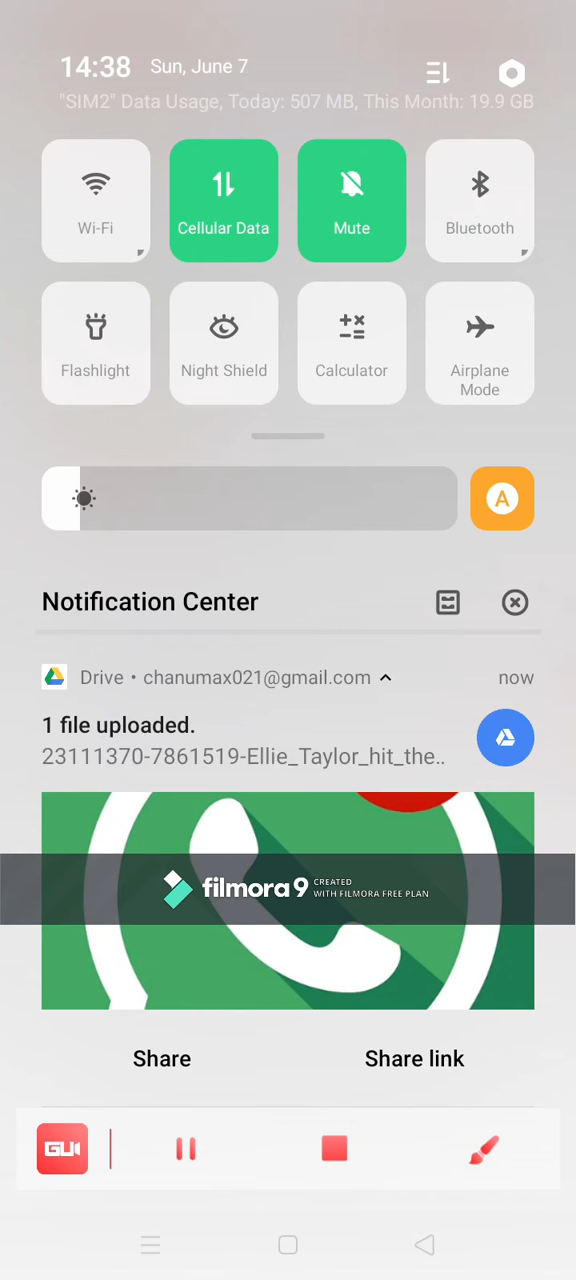 14:38 Sun, June 7
"SIM2" Data Usage, Today: 507 MB, This Month: 19.9 GB
Wi-Fi
Cellular Data
Mute
Bluetooth
Flashlight
Night Shield
Calculator
Airplane
Mode
A
Notification Center
Drive • chanumax021@gmail.com now
1 file uploaded.
23111370-7861519-Ellie_Taylor_hit_the..
filmora9 CREATED
WITH FILMORA FREE PLAN
Share Share link
GU